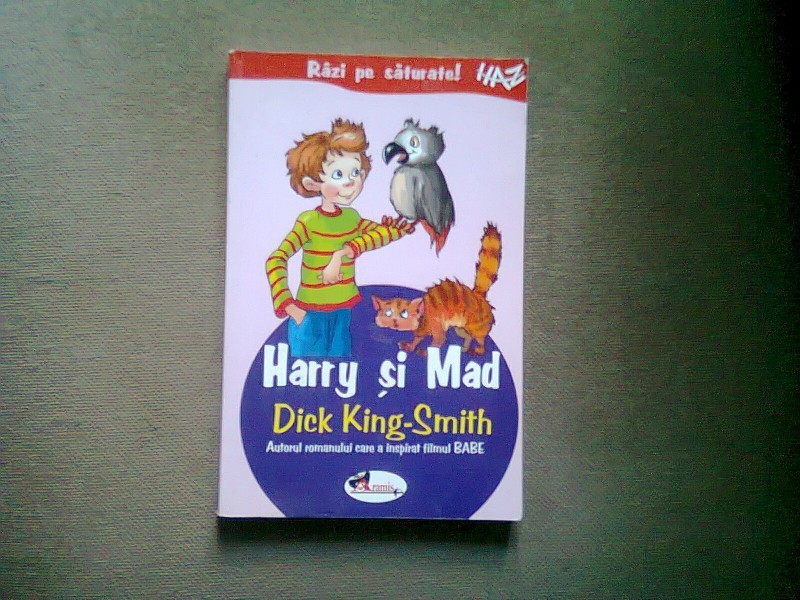 Râzi pe săturate! HAZ
Harry și Mad
Dick King-Smith
Autorul romanului care a inspirat filmul BABE
Aramis